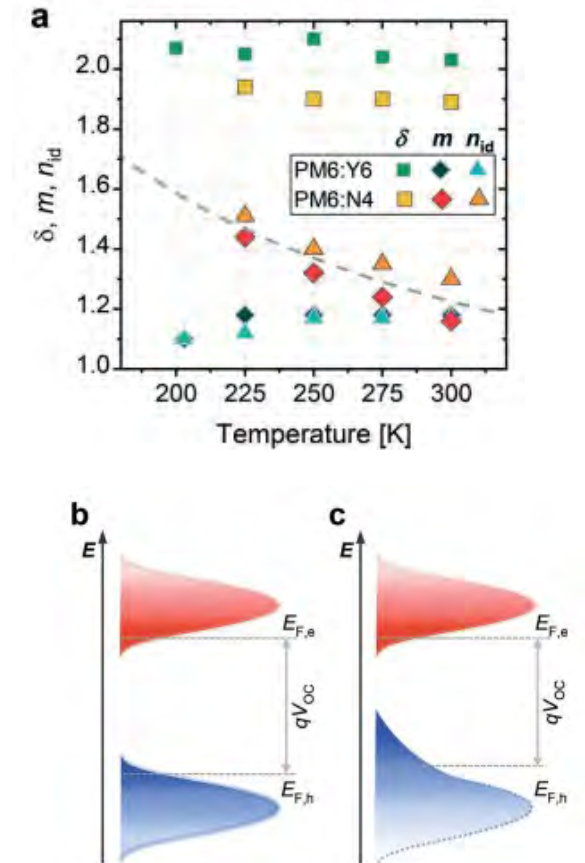 a
δ, m, n_id
2.0
1.8
1.6
1.4
1.2
1.0
δ m n_id
PM6:Y6
PM6:N4
200 225 250 275 300
Temperature [K]
b
E
E_F,e
qV_OC
E_F,h
c
E
E_F,e
qV_OC
E_F,h